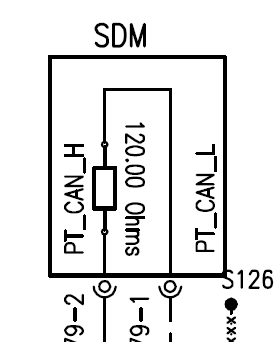 SDM
PT_CAN_H
120.00 Ohms
PT_CAN_L
S126
79-2
79-1
***